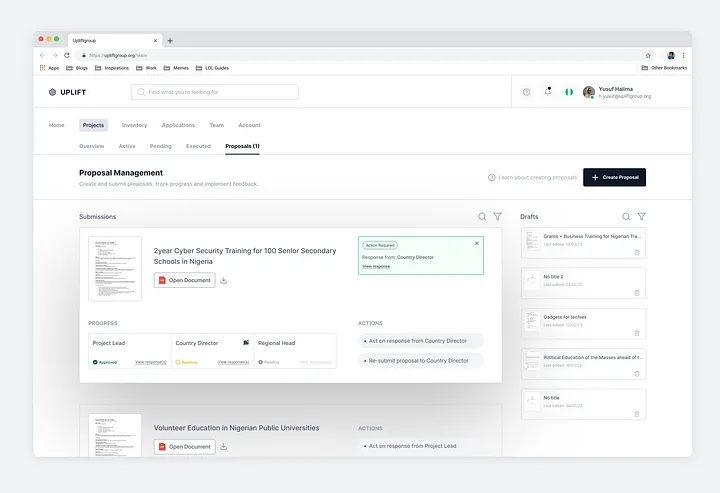 Upliftgroup
https://upliftgroup.org/team
Apps
Blogs
Inspirations
Work
Memes
LOL Guides
Other Bookmarks
UPLIFT
Find what you're looking for
Yusuf Halima
h.yusuf@upliftgroup.org
Home
Projects
Inventory
Applications
Team
Account
Overview
Active
Pending
Executed
Proposals (1)
Proposal Management
Create and submit proposals, track progress and implement feedback.
Learn about creating proposals
Create Proposal
Submissions
2year Cyber Security Training for 100 Senior Secondary
Schools in Nigeria
Open Document
Action Required
Response from: Country Director
View response
PROGRESS
Project Lead
Approved
View response(s)
Country Director
Awaiting
View response(s)
Regional Head
Pending
View response(s)
ACTIONS
Act on response from Country Director
Re-submit proposal to Country Director
Volunteer Education in Nigerian Public Universities
Open Document
ACTIONS
Act on response from Project Lead
Drafts
Grants + Business Training for Nigerian Tra...
Last edited:
No title 2
Last edited:
Gadgets for techies
Last edited:
Political Education of the Masses ahead of t...
Last edited:
No title
Last edited: